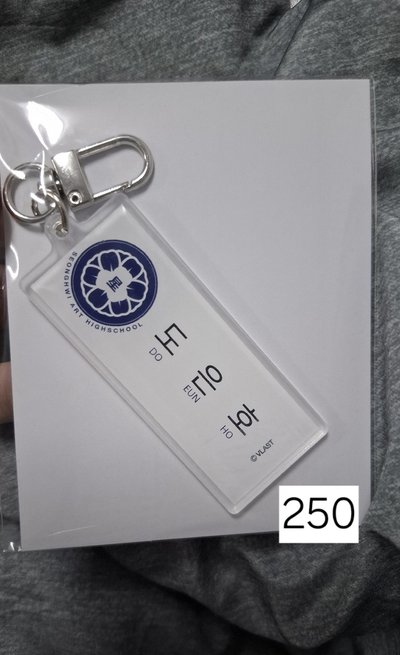 SEONGHWI ART HIGHSCHOOL
도
DO
은
EUN
호
HO
© VLAST
250